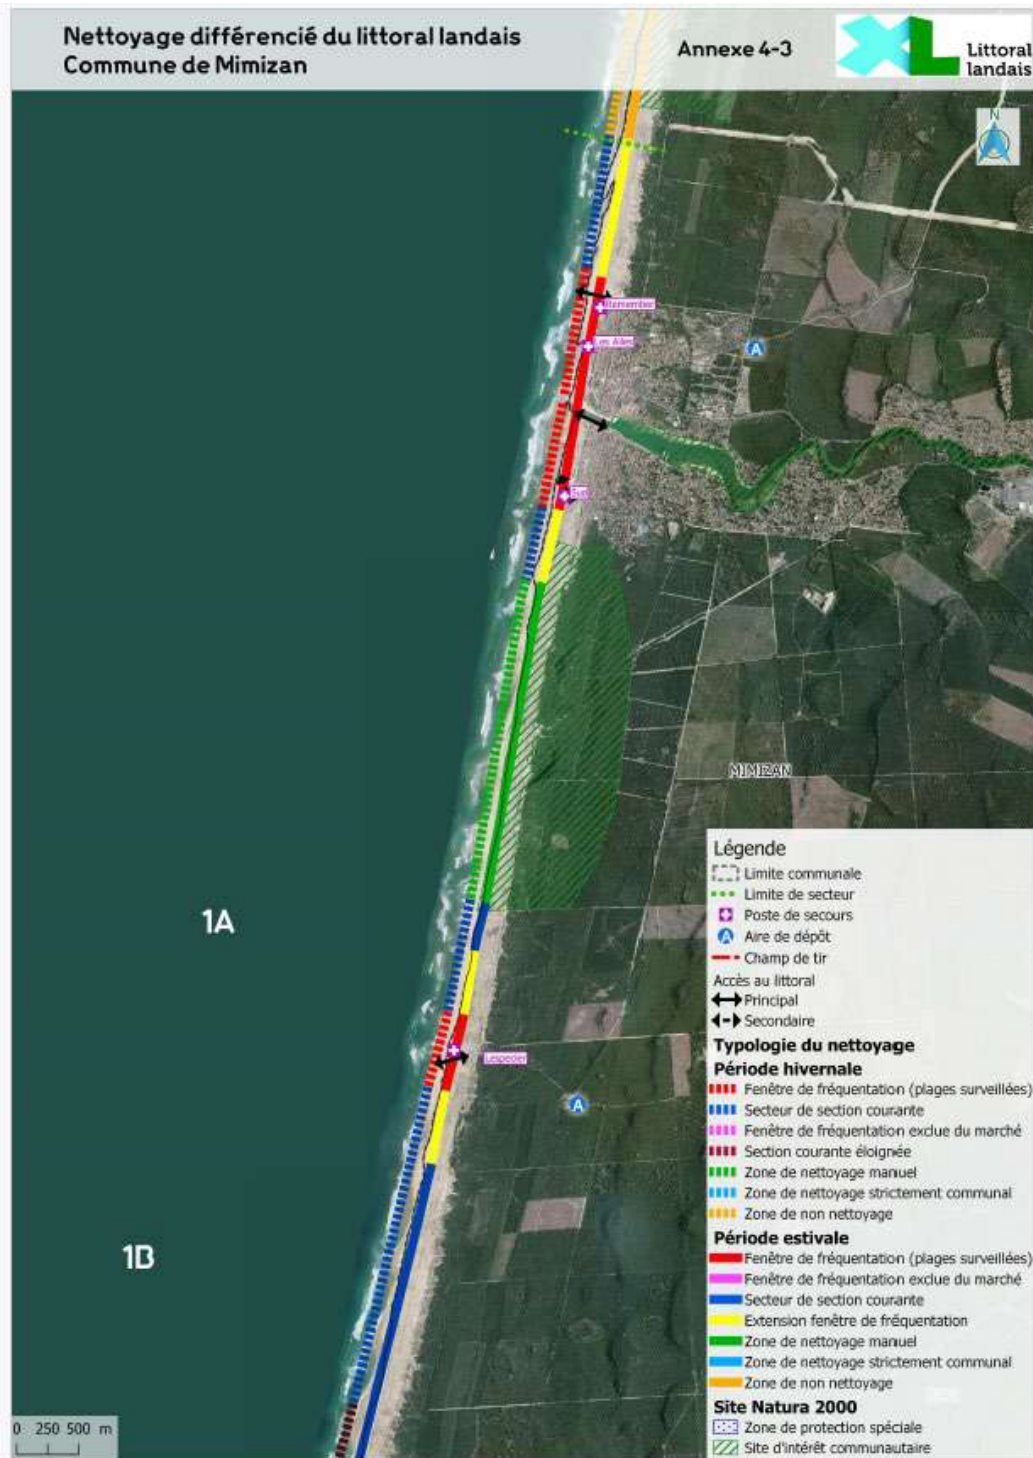 Nettoyage différencié du littoral landais
Commune de Mimizan
Annexe 4-3
XL
Littoral
landais
N
Remember
Les Ailes
A
Sud
MIMIZAN
1A
Lespecier
A
1B
0 250 500 m
Légende
Limite communale
Limite de secteur
Poste de secours
A Aire de dépôt
Champ de tir
Accès au littoral
Principal
Secondaire
Typologie du nettoyage
Période hivernale
Fenêtre de fréquentation (plages surveillées)
Secteur de section courante
Fenêtre de fréquentation exclue du marché
Section courante éloignée
Zone de nettoyage manuel
Zone de nettoyage strictement communal
Zone de non nettoyage
Période estivale
Fenêtre de fréquentation (plages surveillées)
Fenêtre de fréquentation exclue du marché
Secteur de section courante
Extension fenêtre de fréquentation
Zone de nettoyage manuel
Zone de nettoyage strictement communal
Zone de non nettoyage
Site Natura 2000
Zone de protection spéciale
Site d'intérêt communautaire